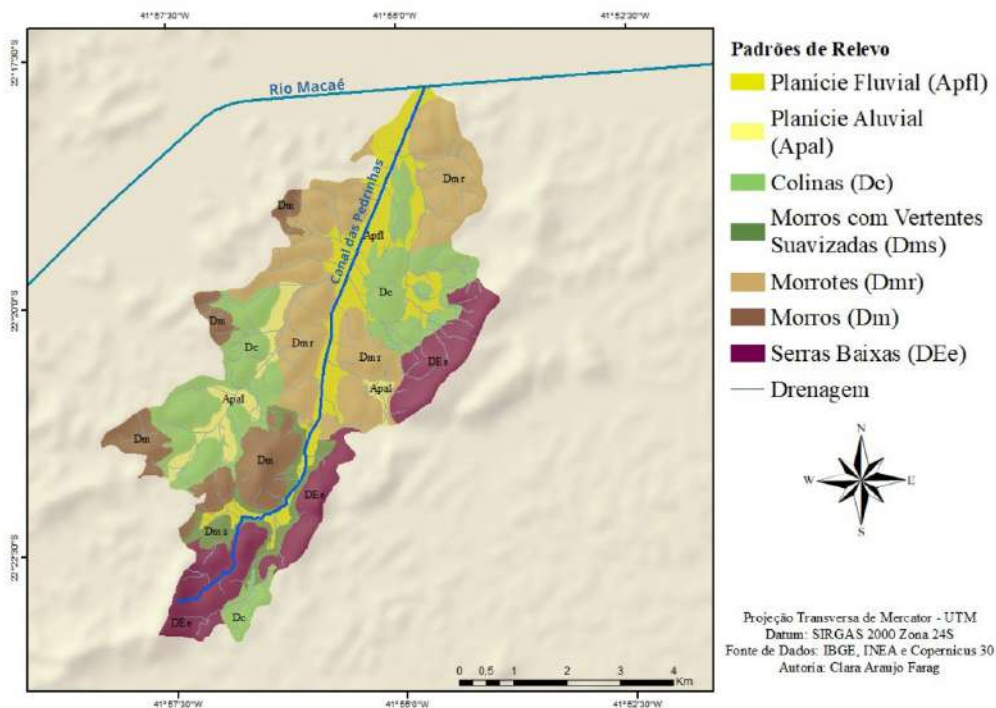 41°57'30"W
41°55'0"W
41°52'30"W
Rio Macaé
Canal das Pedrinhas
Dmr
Dm
Apfl
Dc
Dm
Dc
Dmr
Dmr
DEe
Apal
Apal
Dm
Dm
DEe
Dms
DEe
Dc
22°20'0"S
22°22'30"S
41°57'30"W
41°55'0"W
41°52'30"W
0 0,5 1 2 3 4
Km
Padrões de Relevo
Planície Fluvial (Apfl)
Planície Aluvial
(Apal)
Colinas (Dc)
Morros com Vertentes
Suavizadas (Dms)
Morrotes (Dmr)
Morros (Dm)
Serras Baixas (DEe)
Drenagem
N
W
E
S
Projeção Transversa de Mercator - UTM
Datum: SIRGAS 2000 Zona 24S
Fonte de Dados: IBGE, INEA e Copernicus 30
Autoria: Clara Araujo Farag